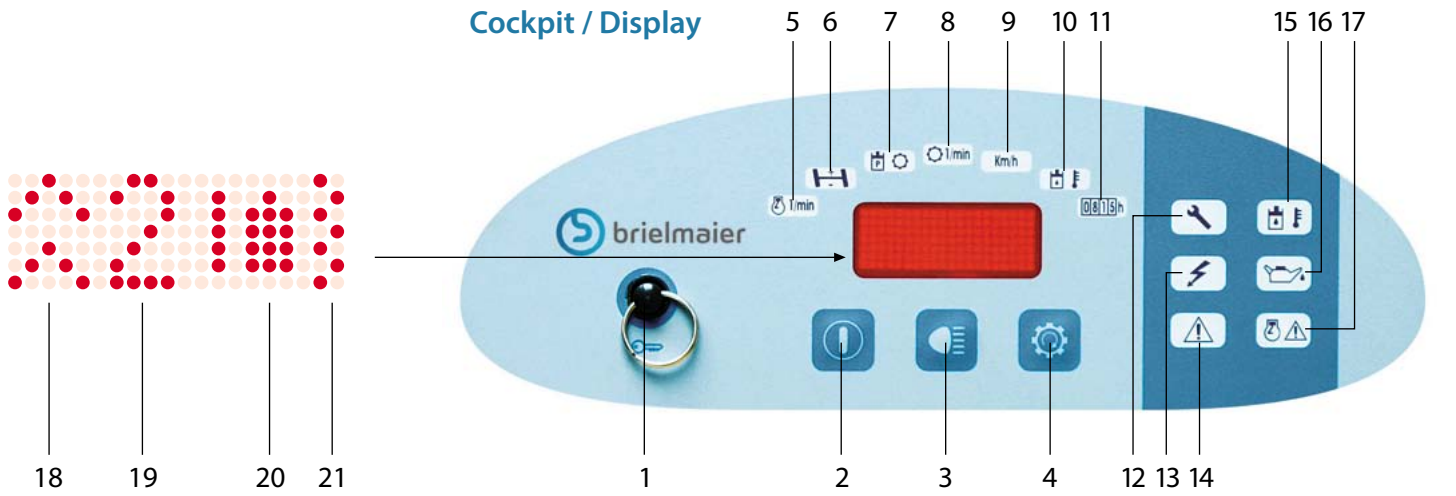 Cockpit / Display
5 6 7 8 9 10 11 15 16 17
P 1/min Km/h
1/min 0815h
brielmaier
18 19 20 21 1 2 3 4 12 13 14